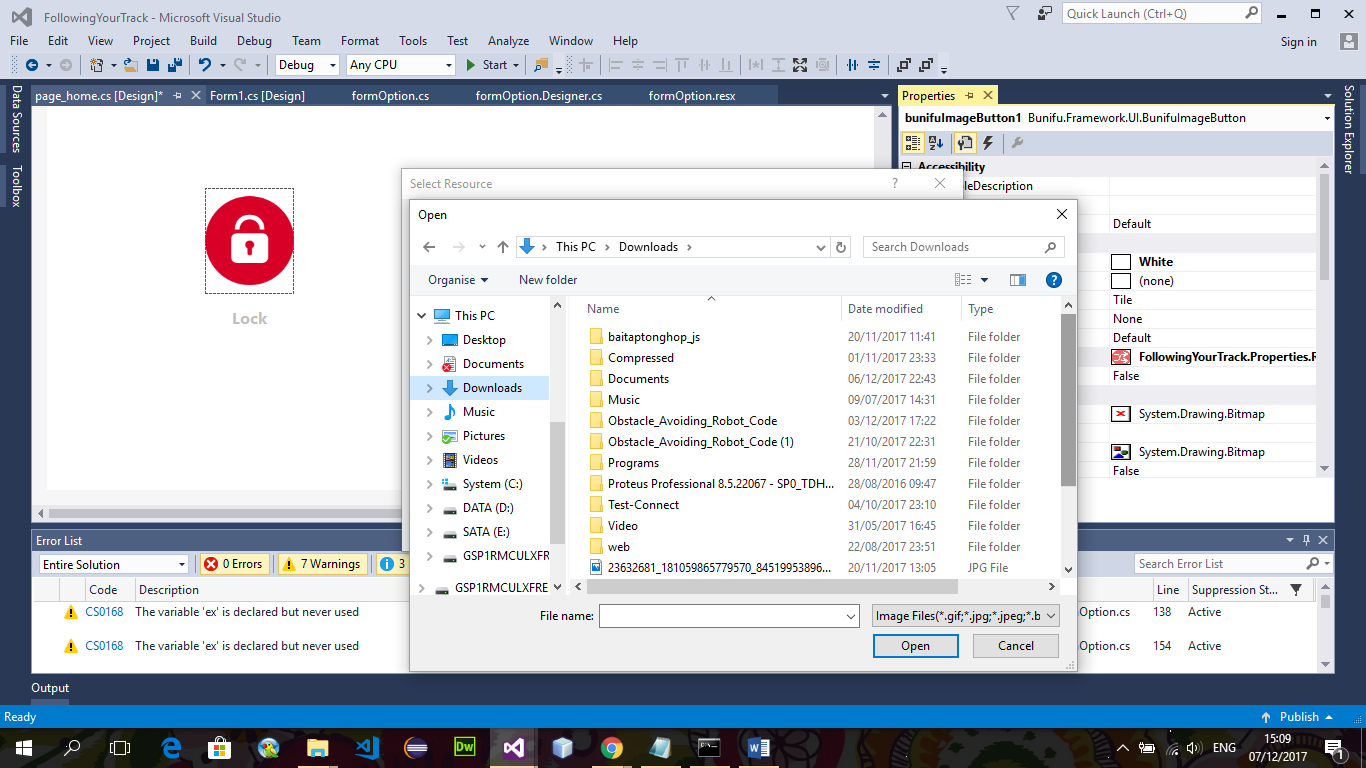 FollowingYourTrack - Microsoft Visual Studio
Quick Launch (Ctrl+Q)
File Edit View Project Build Debug Team Format Tools Test Analyze Window Help
Sign in
Debug Any CPU Start
Data Sources
Toolbox
page_home.cs [Design]* Form1.cs [Design] formOption.cs formOption.Designer.cs formOption.resx
Lock
Properties
bunifuImageButton1 Bunifu.Framework.UI.BunifuImageButton
Accessibility
leDescription
Default
White
(none)
Tile
None
Default
FollowingYourTrack.Properties.R
False
System.Drawing.Bitmap
System.Drawing.Bitmap
False
Solution Explorer
Select Resource
?
Open
This PC Downloads
Search Downloads
Organise New folder
This PC
Desktop
Documents
Downloads
Music
Pictures
Videos
System (C:)
DATA (D:)
SATA (E:)
GSP1RMCULXFR
GSP1RMCULXFRE
Name Date modified Type
baitaptonghop_js 20/11/2017 11:41 File folder
Compressed 01/11/2017 23:33 File folder
Documents 06/12/2017 22:43 File folder
Music 09/07/2017 14:31 File folder
Obstacle_Avoiding_Robot_Code 03/12/2017 17:22 File folder
Obstacle_Avoiding_Robot_Code (1) 21/10/2017 22:31 File folder
Programs 28/11/2017 21:59 File folder
Proteus Professional 8.5.22067 - SP0_TDH... 28/08/2016 09:47 File folder
Test-Connect 04/10/2017 23:10 File folder
Video 31/05/2017 16:45 File folder
web 22/08/2017 23:51 File folder
23632681_181059865779570_84519953896... 20/11/2017 13:05 JPG File
File name:
Image Files(*.gif;*.jpg;*.jpeg;*.b
Open Cancel
Error List
Entire Solution 0 Errors 7 Warnings 3
Search Error List
Code Description Line Suppression St...
CS0168 The variable 'ex' is declared but never used Option.cs 138 Active
CS0168 The variable 'ex' is declared but never used Option.cs 154 Active
Output
Ready
Publish
Dw
ENG
15:09
07/12/2017
1